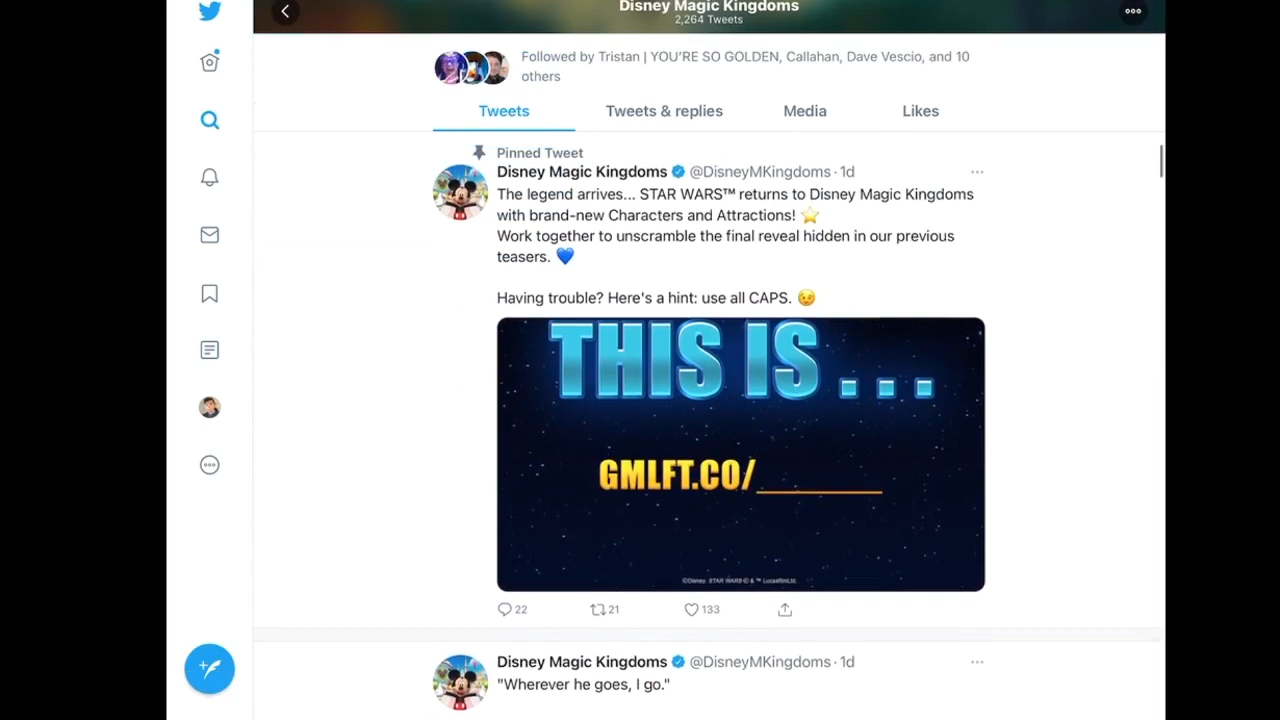 Disney Magic Kingdoms
2,264 Tweets
Followed by Tristan | YOU'RE SO GOLDEN, Callahan, Dave Vescio, and 10
others
Tweets Tweets & replies Media Likes
Pinned Tweet
Disney Magic Kingdoms @DisneyMKingdoms · 1d
The legend arrives... STAR WARS™ returns to Disney Magic Kingdoms
with brand-new Characters and Attractions! ⭐
Work together to unscramble the final reveal hidden in our previous
teasers. 💙
Having trouble? Here's a hint: use all CAPS. 😉
THIS IS...
GMLFT.CO/________
©Disney STAR WARS © & ™ Lucasfilm Ltd.
22 21 133
Disney Magic Kingdoms @DisneyMKingdoms · 1d
"Wherever he goes, I go."